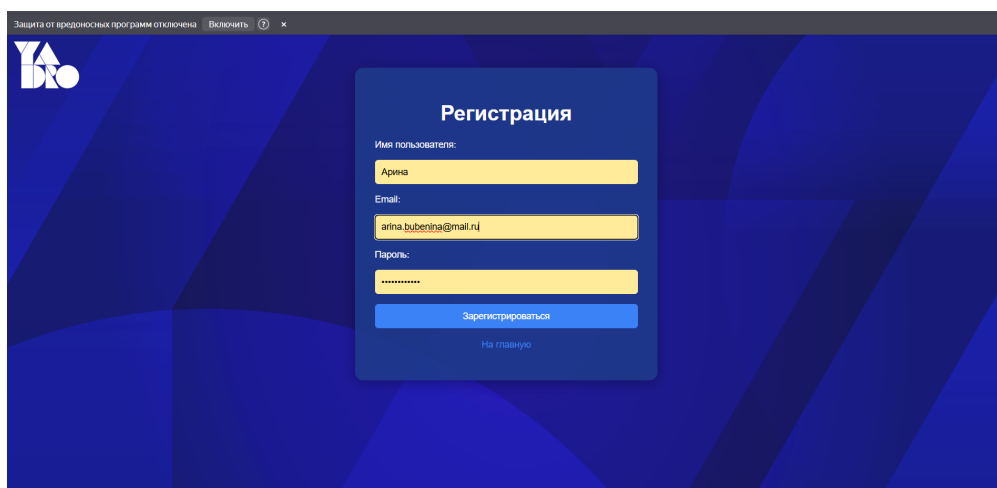 Защита от вредоносных программ отключена Включить ? ×
YADRO
Регистрация
Имя пользователя:
Арина
Email:
arina.bubenina@mail.ru
Пароль:
••••••••••••
Зарегистрироваться
На главную